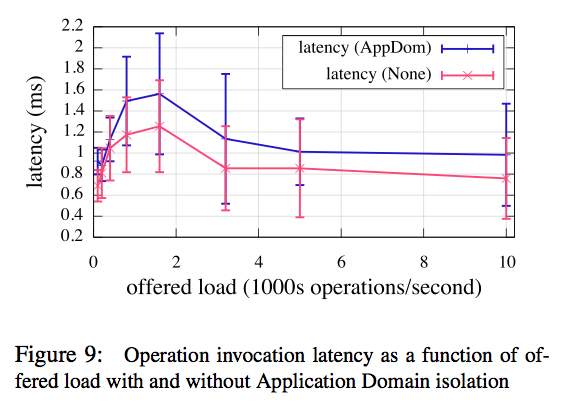 2.2
2
1.8
1.6
1.4
1.2
1
0.8
0.6
0.4
0.2
latency (ms)
latency (AppDom)
latency (None)
0 2 4 6 8 10
offered load (1000s operations/second)
Figure 9: Operation invocation latency as a function of of-
fered load with and without Application Domain isolation